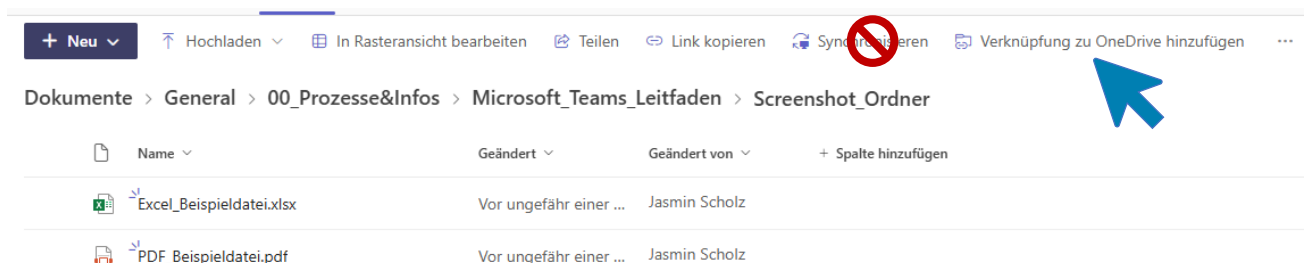 + Neu Hochladen In Rasteransicht bearbeiten Teilen Link kopieren Synchronisieren Verknüpfung zu OneDrive hinzufügen ...
Dokumente > General > 00_Prozesse&Infos > Microsoft_Teams_Leitfaden > Screenshot_Ordner
Name Geändert Geändert von + Spalte hinzufügen
Excel_Beispieldatei.xlsx Vor ungefähr einer ... Jasmin Scholz
PDF_Beispieldatei.pdf Vor ungefähr einer ... Jasmin Scholz